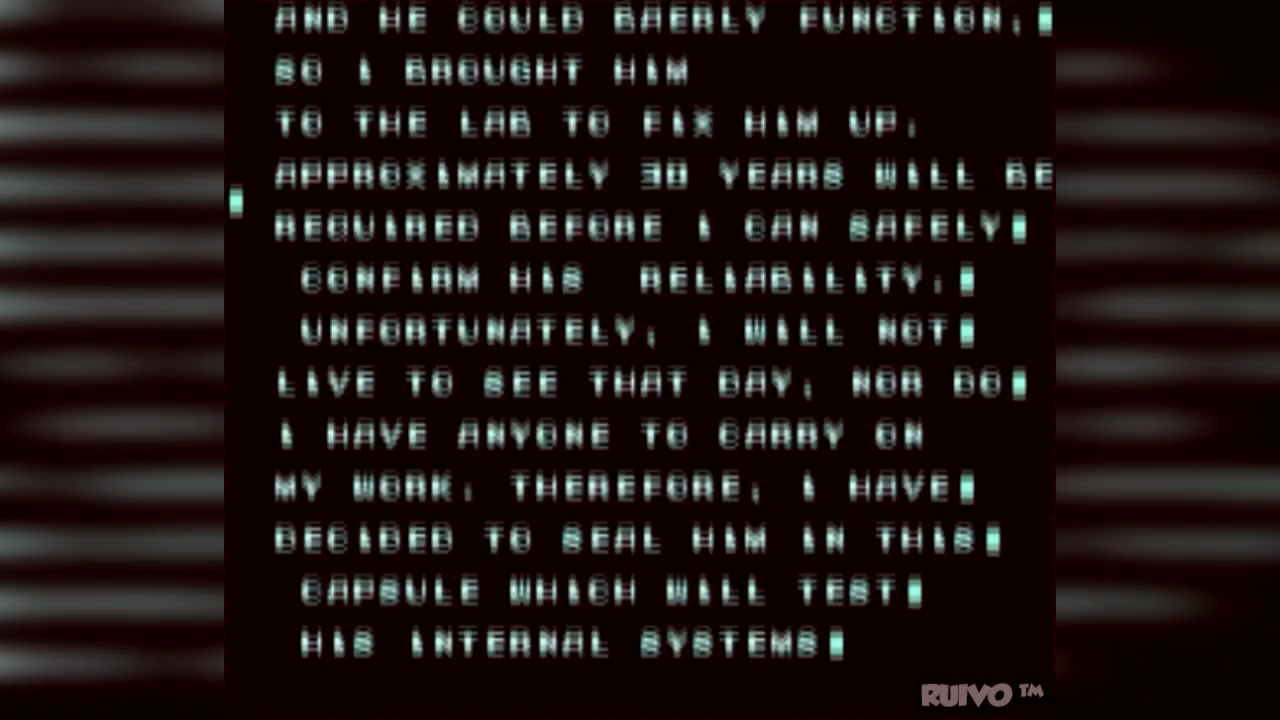 AND HE COULD BAERLY FUNCTION.
SO I BROUGHT HIM
TO THE LAB TO FIX HIM UP.
APPROXIMATELY 30 YEARS WILL BE
REQUIRED BEFORE I CAN SAFELY
CONFIRM HIS RELIABILITY.
UNFORTUNATELY, I WILL NOT
LIVE TO SEE THAT DAY, NOR DO
I HAVE ANYONE TO CARRY ON
MY WORK. THEREFORE, I HAVE
DECIDED TO SEAL HIM IN THIS
CAPSULE WHICH WILL TEST
HIS INTERNAL SYSTEMS
RUIVO ™